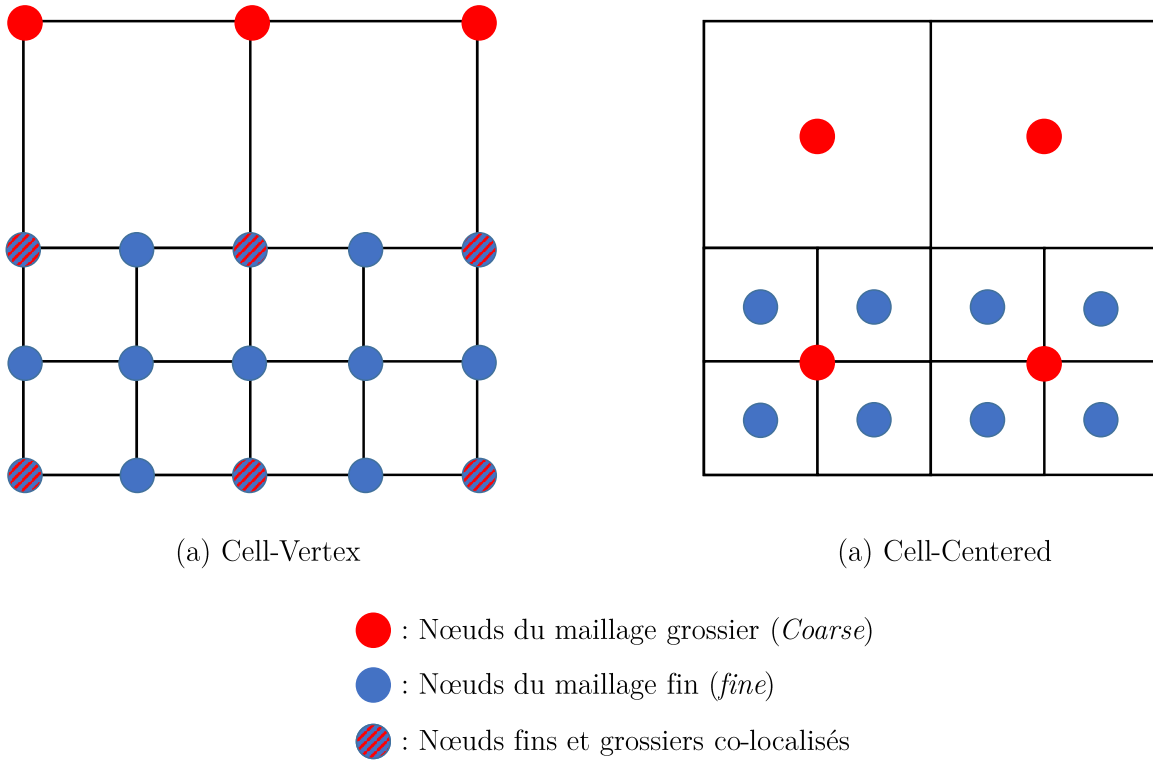 (a) Cell-Vertex
(a) Cell-Centered
: Nœuds du maillage grossier (Coarse)
: Nœuds du maillage fin (fine)
: Nœuds fins et grossiers co-localisés